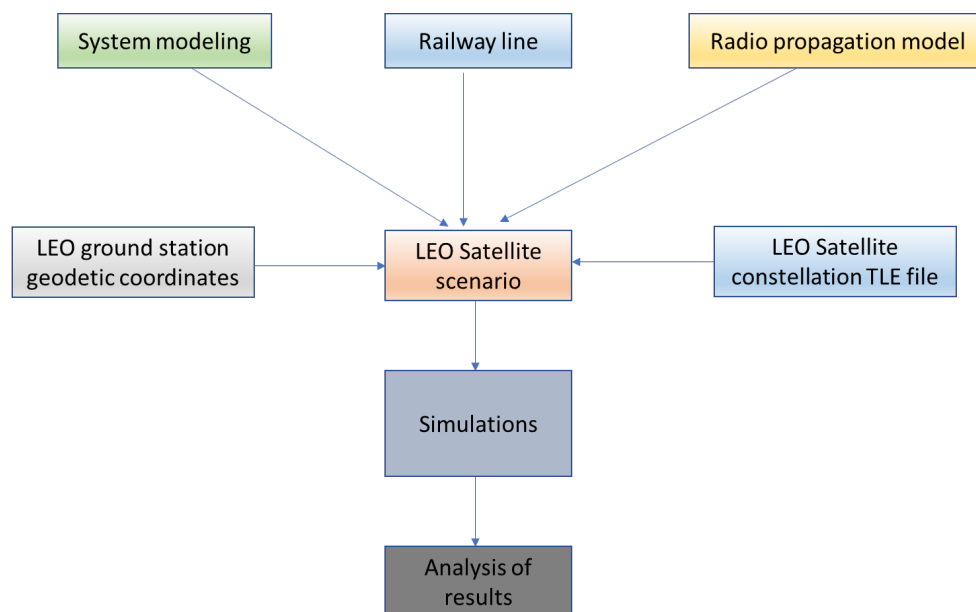 System modeling
Railway line
Radio propagation model
LEO ground station
geodetic coordinates
LEO Satellite
scenario
LEO Satellite
constellation TLE file
Simulations
Analysis of
results